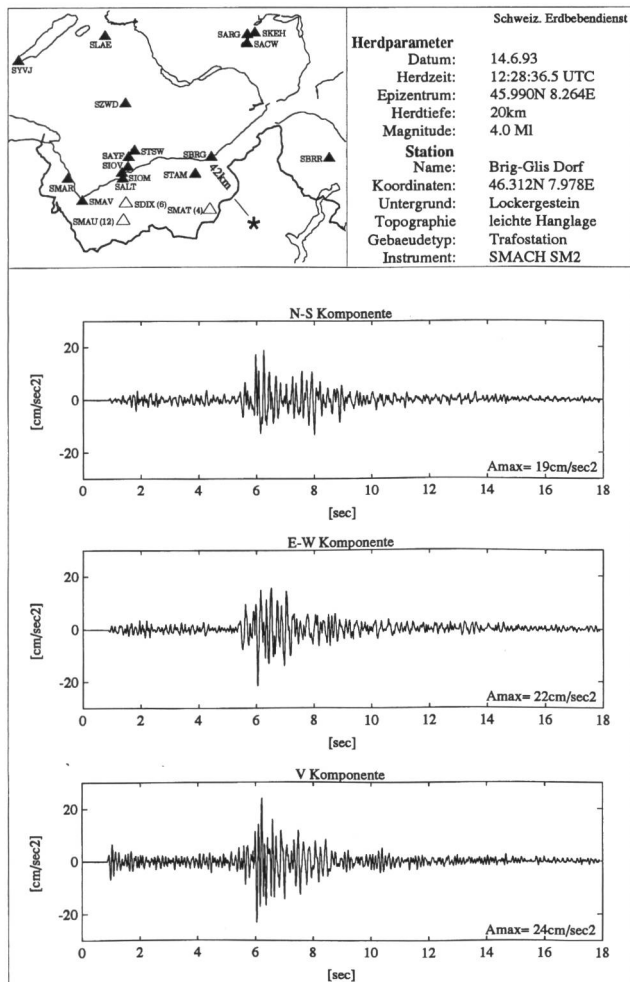 Schweiz. Erdbebendienst
Herdparameter
Datum: 14.6.93
Herdzeit: 12:28:36.5 UTC
Epizentrum: 45.990N 8.264E
Herdtiefe: 20km
Magnitude: 4.0 Ml
Station
Name: Brig-Glis Dorf
Koordinaten: 46.312N 7.978E
Untergrund: Lockergestein
Topographie leichte Hanglage
Gebaeudetyp: Trafostation
Instrument: SMACH SM2
SLAE
SARG
SKEH
SACW
SYVJ
SZWD
STSW
SAYF
SIOV
SBRG
SBRR
SMAR
SIOM
SALT
STAM
42km
SMAV
SDIX (6)
SMAT (4)
SMAU (12)
*
N-S Komponente
[cm/sec2]
20
0
-20
Amax= 19cm/sec2
0 2 4 6 8 10 12 14 16 18
[sec]
E-W Komponente
[cm/sec2]
20
0
-20
Amax= 22cm/sec2
0 2 4 6 8 10 12 14 16 18
[sec]
V Komponente
[cm/sec2]
20
0
-20
Amax= 24cm/sec2
0 2 4 6 8 10 12 14 16 18
[sec]